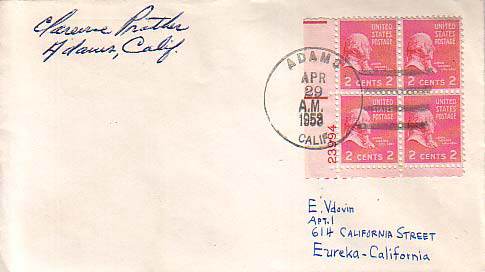 Clarence Prather
Adams, Calif.
UNITED STATES POSTAGE
2 CENTS 2
UNITED STATES POSTAGE
2 CENTS 2
UNITED STATES POSTAGE
2 CENTS 2
UNITED STATES POSTAGE
2 CENTS 2
23994
ADAMS
APR
29
A.M.
1953
CALIF.
E. Vdovin
APT. 1
614 CALIFORNIA STREET
Eureka-California